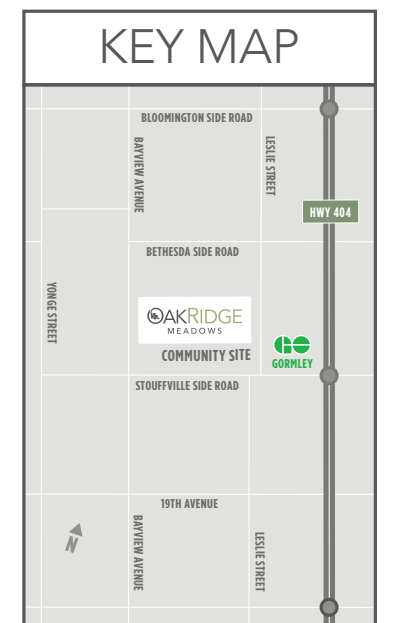 KEY MAP
BLOOMINGTON SIDE ROAD
BAYVIEW AVENUE
LESLIE STREET
HWY 404
BETHESDA SIDE ROAD
YONGE STREET
OAKRIDGE
MEADOWS
COMMUNITY SITE
GO
GORMLEY
STOUFFVILLE SIDE ROAD
19TH AVENUE
N
BAYVIEW AVENUE
LESLIE STREET